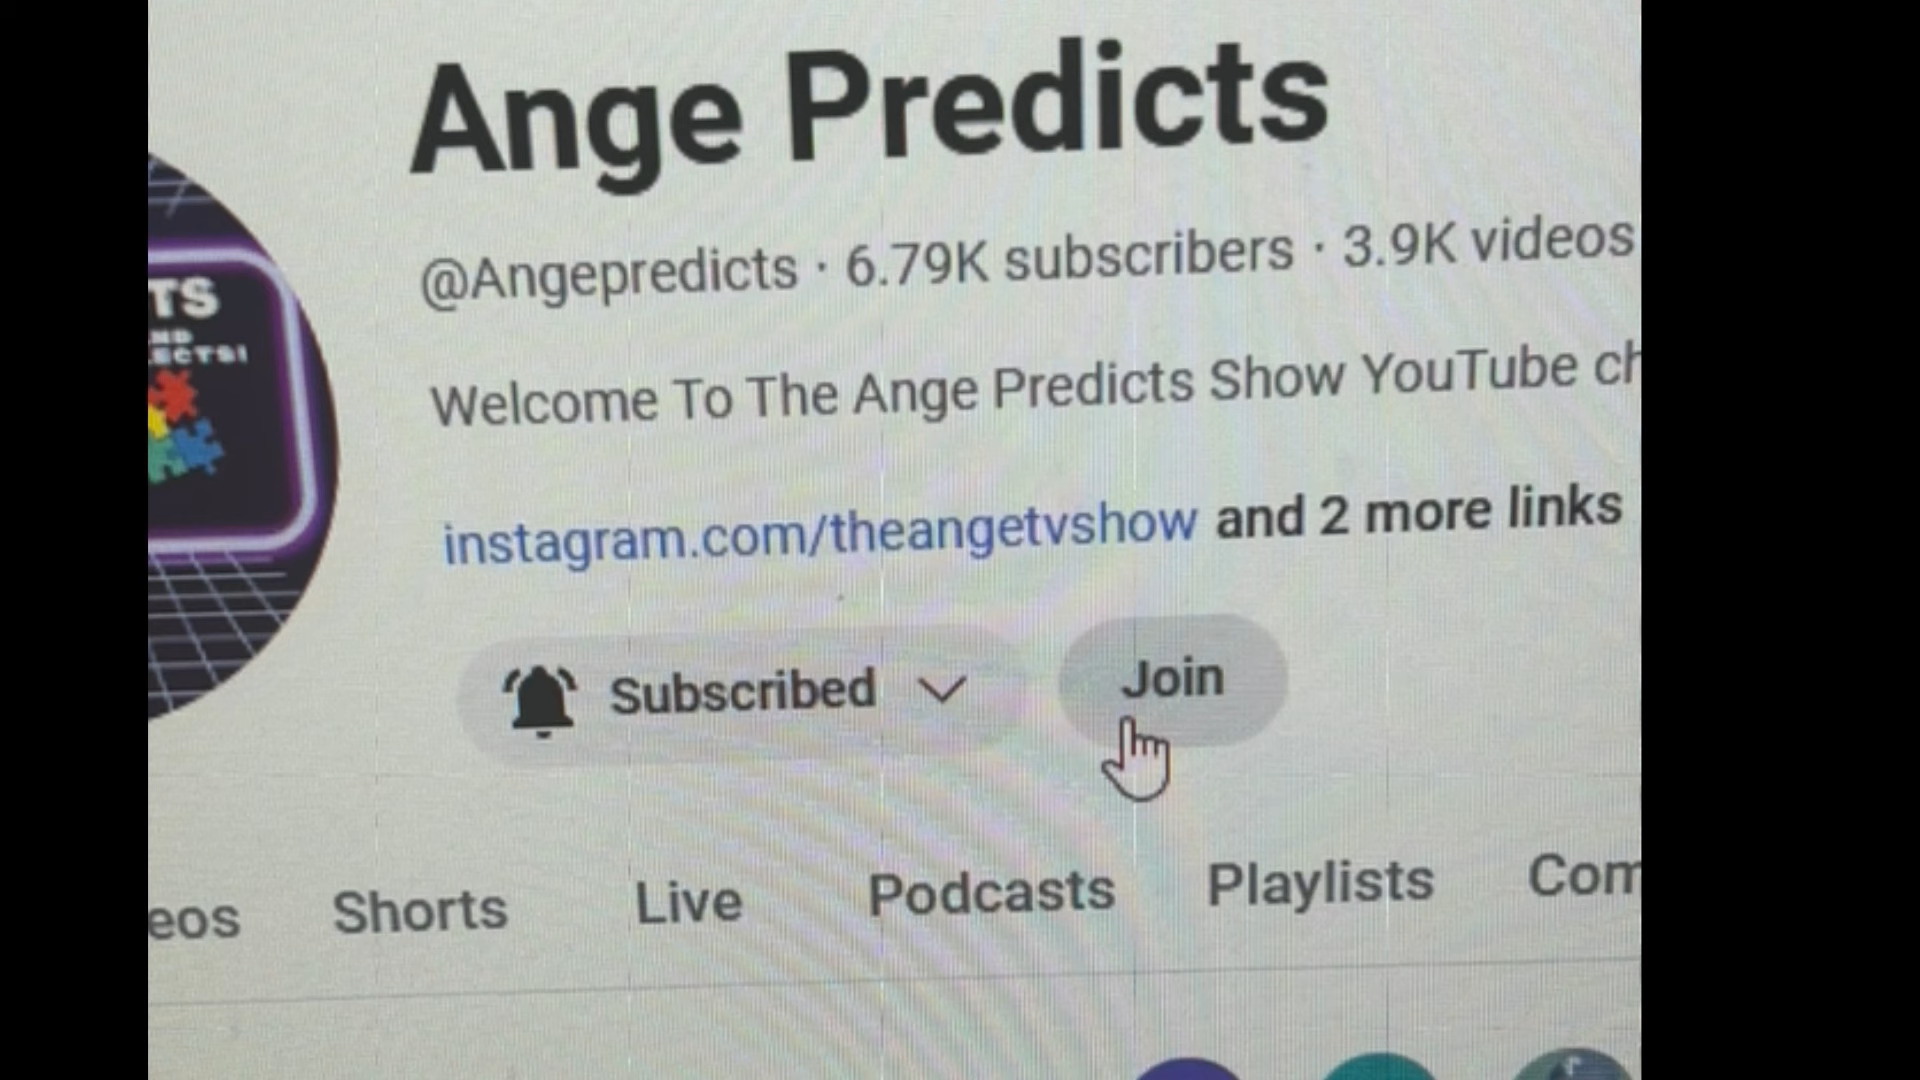 Ange Predicts
@Angepredicts · 6.79K subscribers · 3.9K videos
TS
Welcome To The Ange Predicts Show YouTube ch
instagram.com/theangetvshow and 2 more links
Subscribed
Join
eos Shorts Live Podcasts Playlists Com